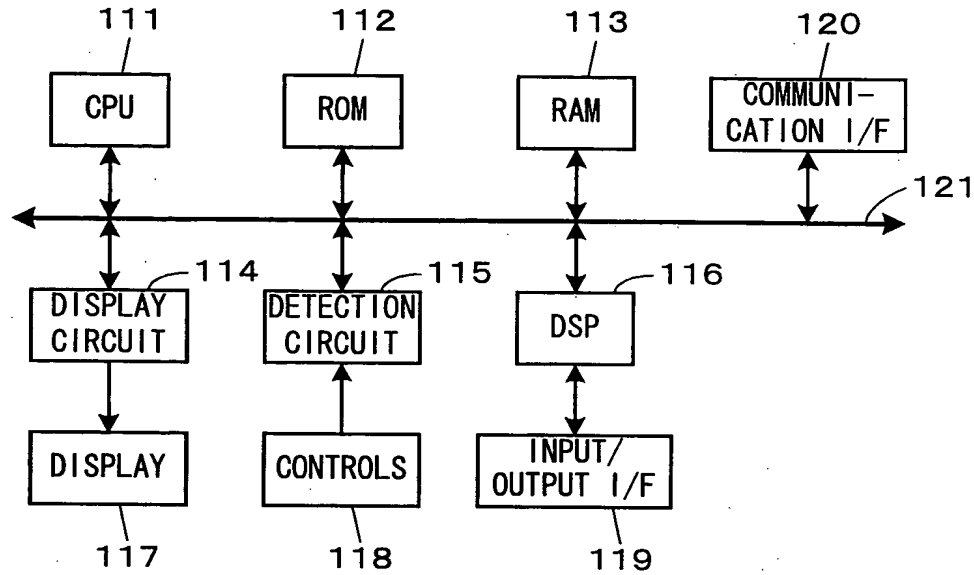 111
112
113
120
CPU
ROM
RAM
COMMUNI-
CATION I/F
121
114
115
116
DISPLAY
CIRCUIT
DETECTION
CIRCUIT
DSP
DISPLAY
CONTROLS
INPUT/
OUTPUT I/F
117
118
119